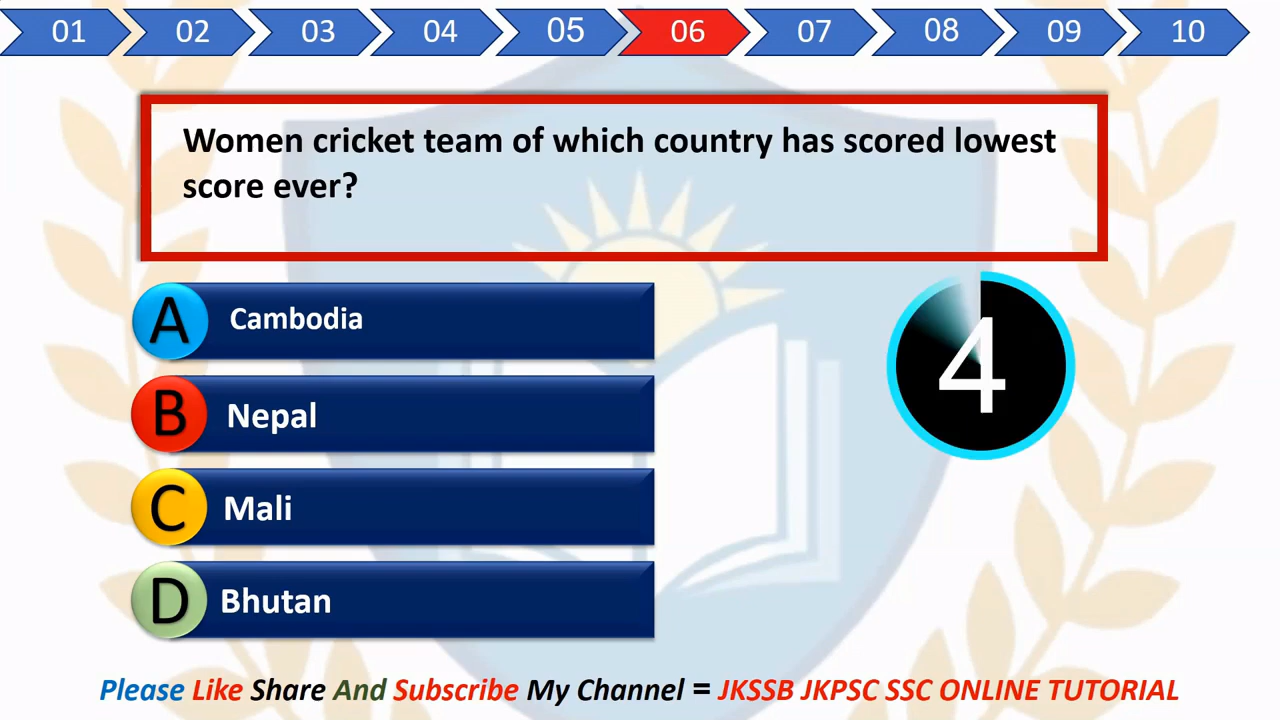 01 02 03 04 05 06 07 08 09 10
Women cricket team of which country has scored lowest
score ever?
A Cambodia
4
B Nepal
C Mali
D Bhutan
Please Like Share And Subscribe My Channel = JKSSB JKPSC SSC ONLINE TUTORIAL